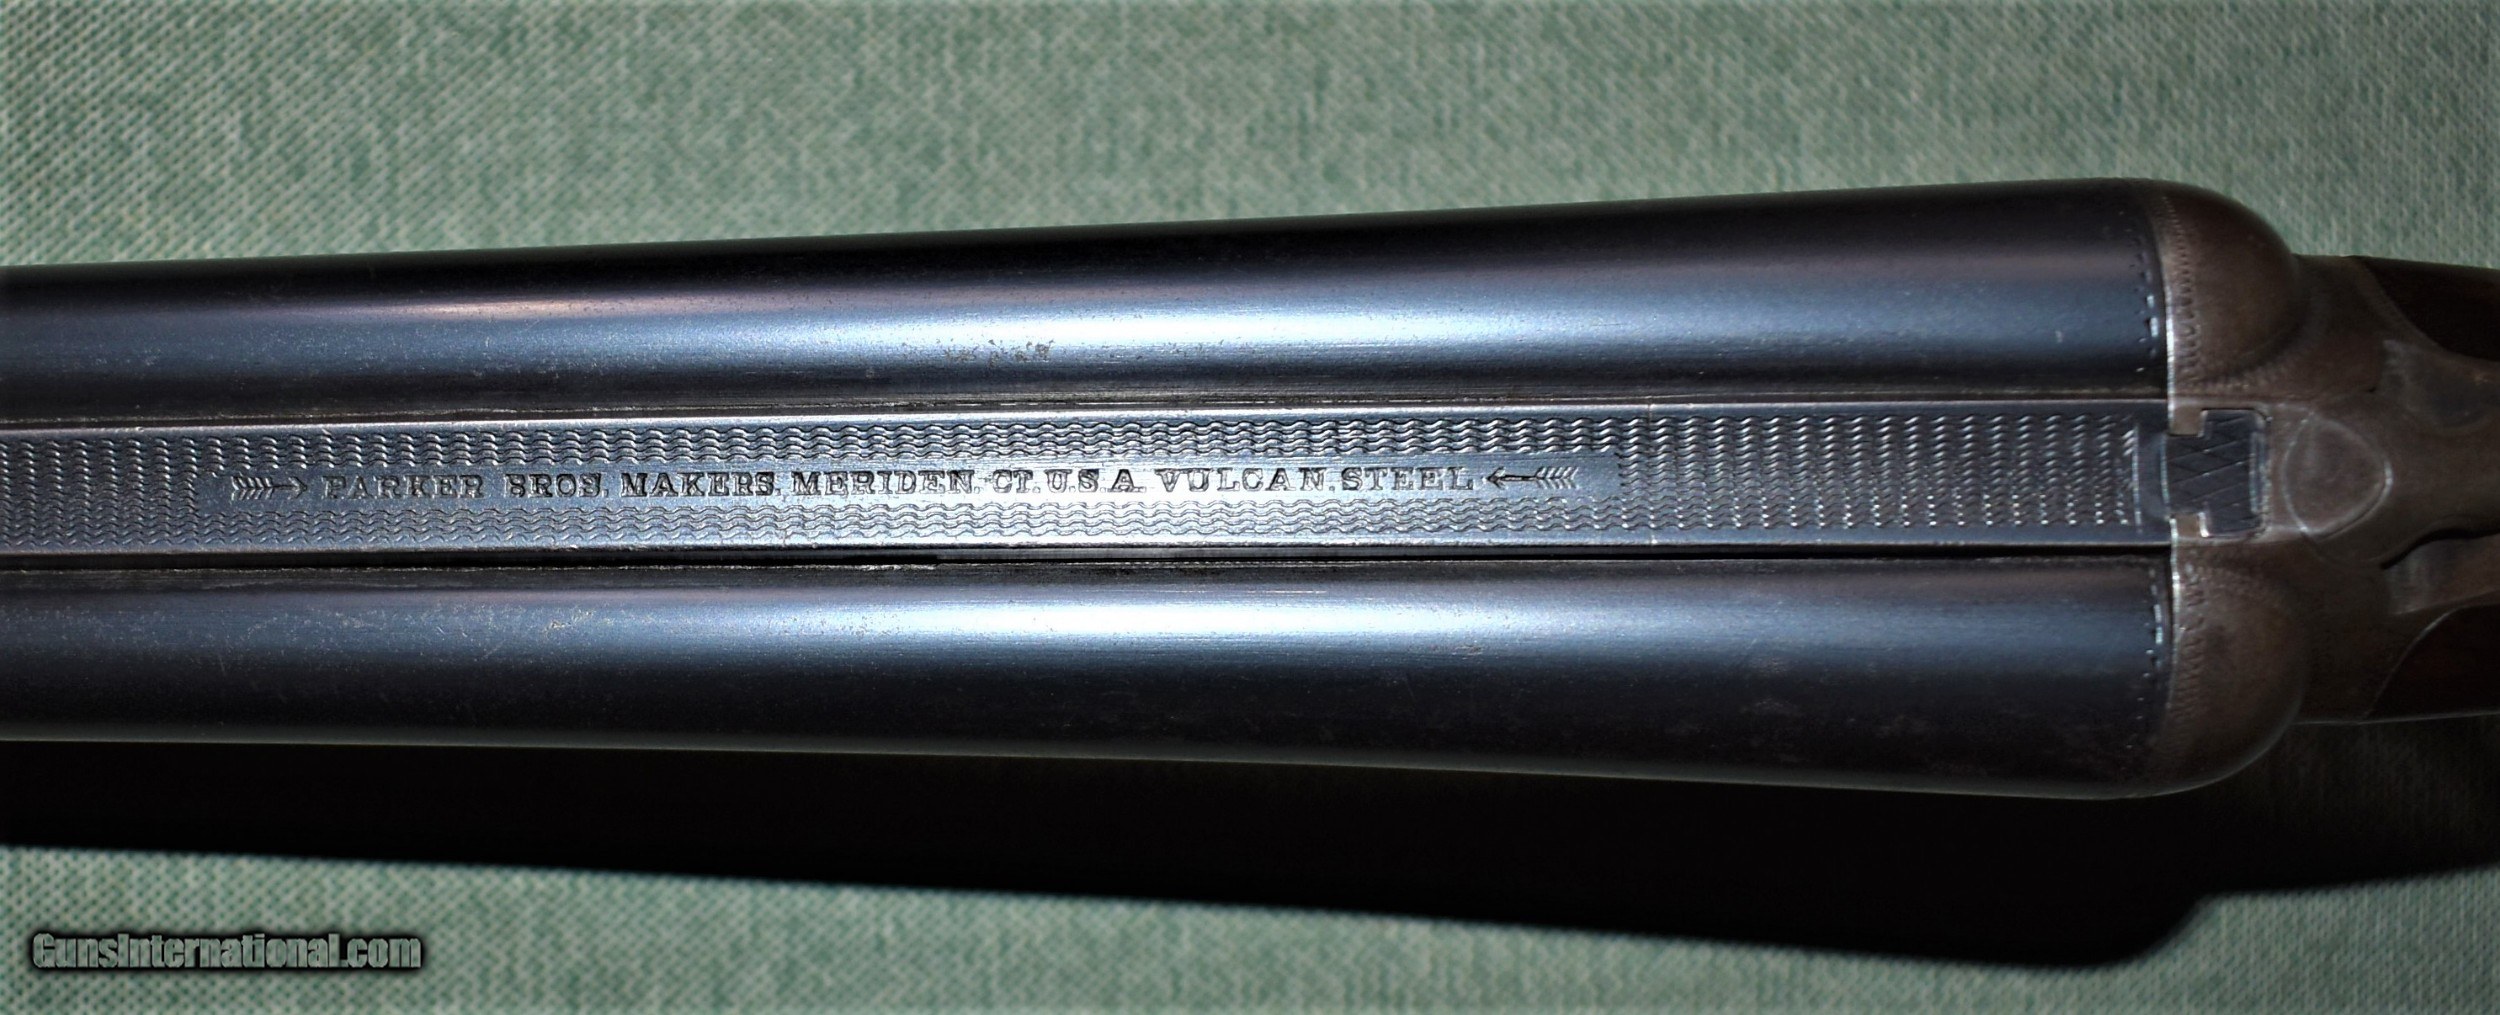 PARKER BROS. MAKERS. MERIDEN. CT. U.S.A. VULCAN. STEEL
GunsInternational.com